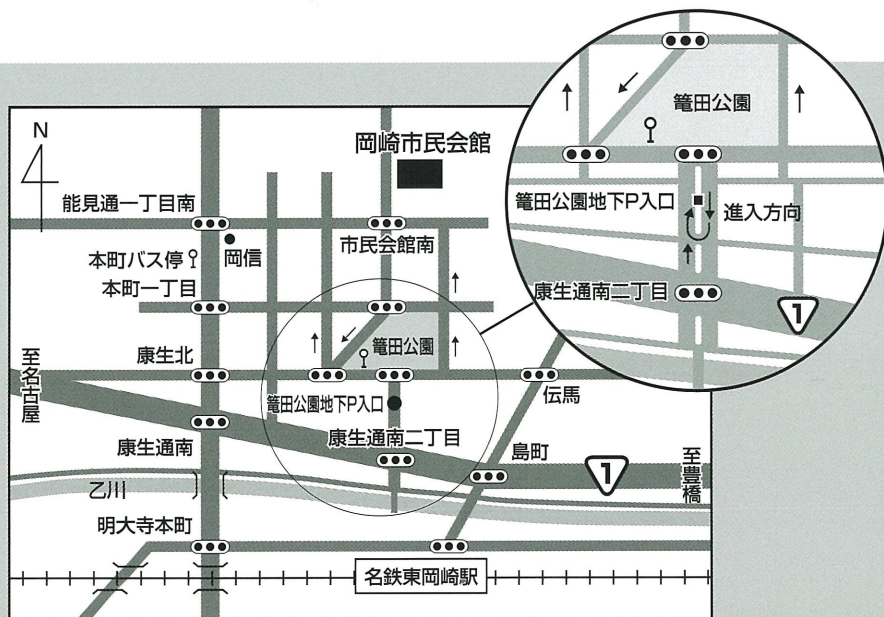 N
岡崎市民会館
能見通一丁目南
岡信
市民会館南
本町バス停
本町一丁目
籠田公園
康生北
至名古屋
籠田公園地下P入口
伝馬
康生通南二丁目
康生通南
島町
1
至豊橋
乙川
明大寺本町
名鉄東岡崎駅
籠田公園
籠田公園地下P入口
進入方向
康生通南二丁目
1